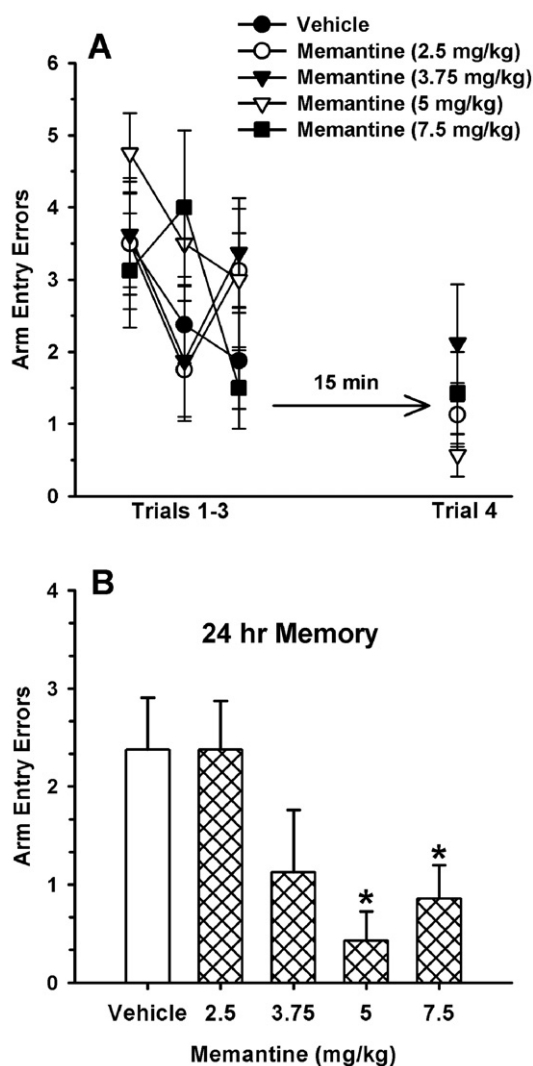 A
Vehicle
Memantine (2.5 mg/kg)
Memantine (3.75 mg/kg)
Memantine (5 mg/kg)
Memantine (7.5 mg/kg)
6
5
4
3
2
1
0
Arm Entry Errors
15 min
Trials 1-3
Trial 4
B
24 hr Memory
4
3
2
1
0
Arm Entry Errors
*
*
Vehicle 2.5 3.75 5 7.5
Memantine (mg/kg)